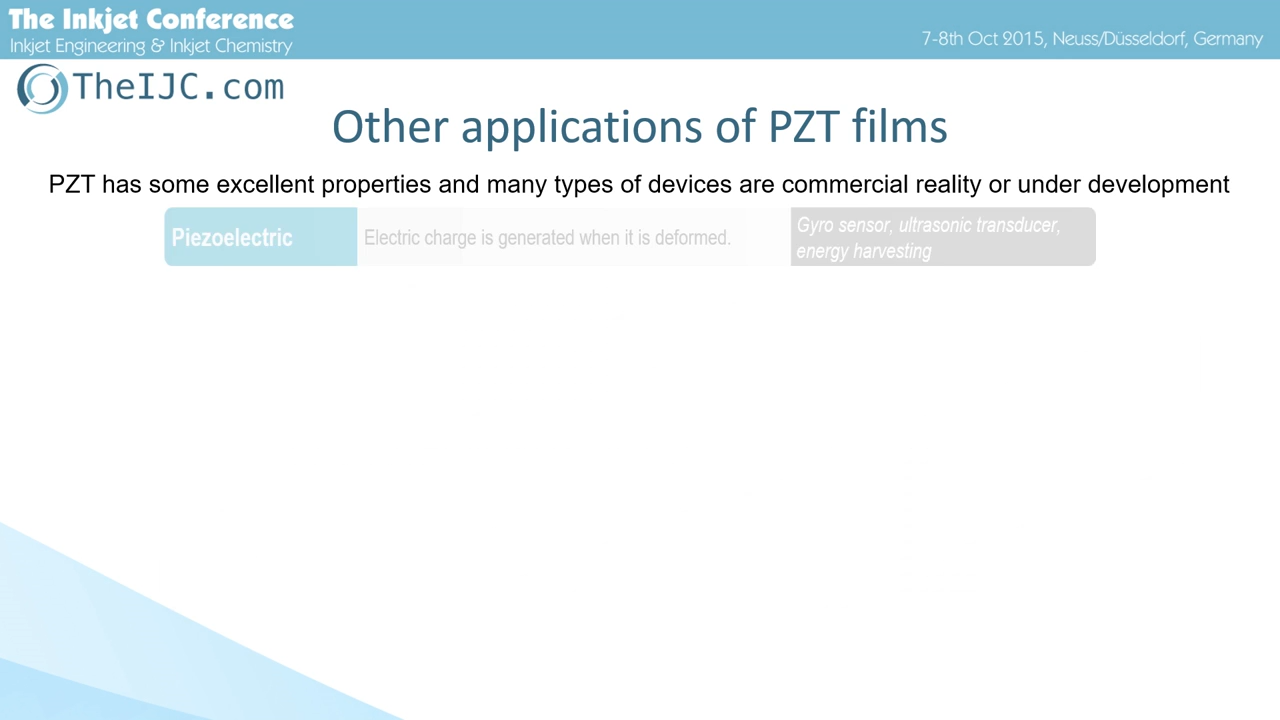 The Inkjet Conference
Inkjet Engineering & Inkjet Chemistry
7-8th Oct 2015, Neuss/Düsseldorf, Germany
TheIJC.com
Other applications of PZT films
PZT has some excellent properties and many types of devices are commercial reality or under development
Piezoelectric
Electric charge is generated when it is deformed.
Gyro sensor, ultrasonic transducer,
energy harvesting